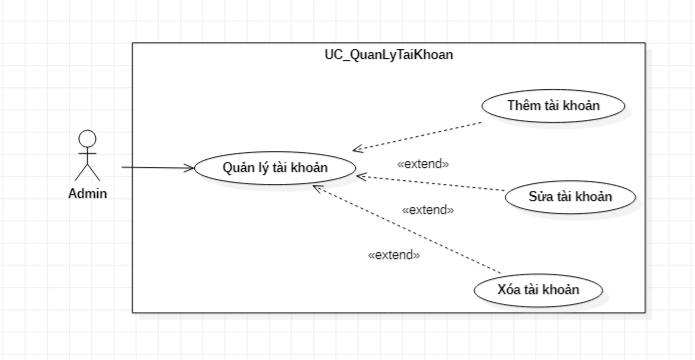 UC_QuanLyTaiKhoan
Thêm tài khoản
«extend»
Quản lý tài khoản
Admin
Sửa tài khoản
«extend»
«extend»
Xóa tài khoản